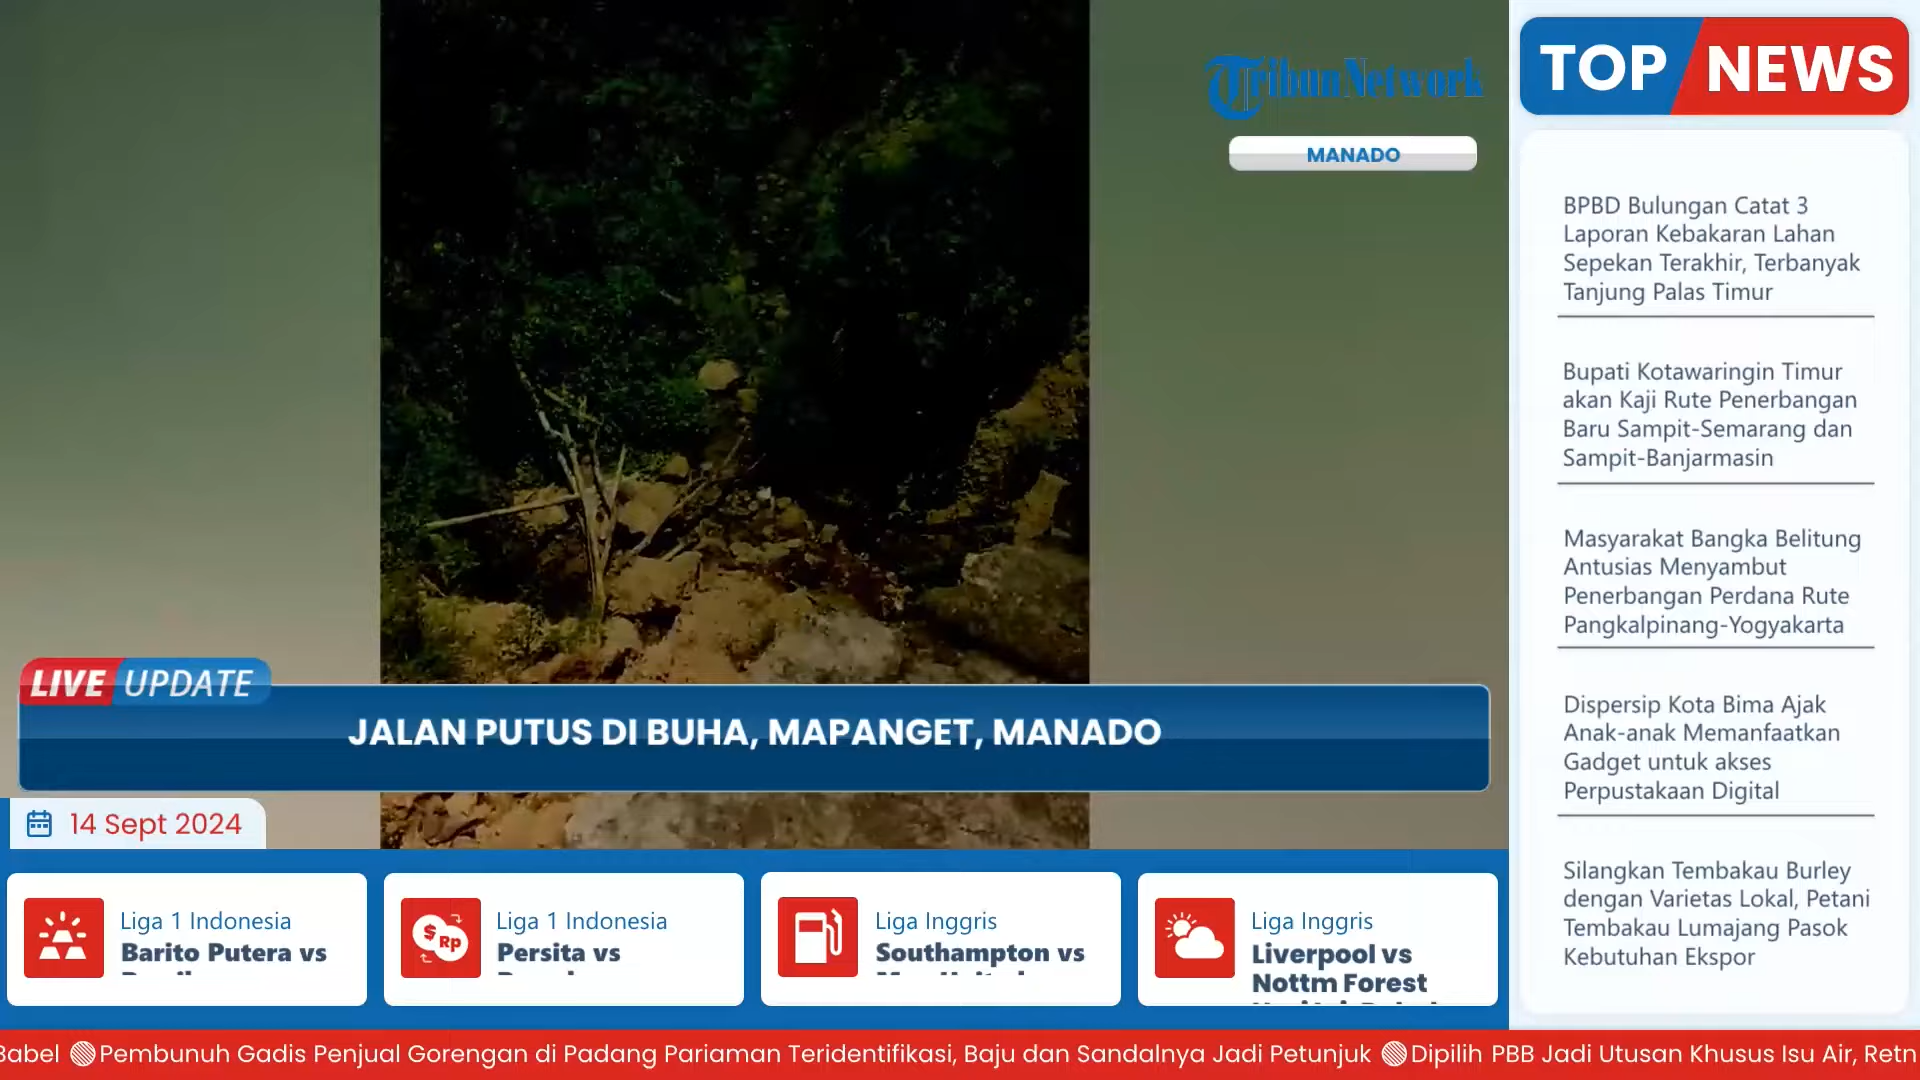 TribunNetwork
MANADO
LIVE UPDATE
JALAN PUTUS DI BUHA, MAPANGET, MANADO
14 Sept 2024
Liga 1 Indonesia
Barito Putera vs
Liga 1 Indonesia
Persita vs
Liga Inggris
Southampton vs
Liga Inggris
Liverpool vs
Nottm Forest
TOP NEWS
BPBD Bulungan Catat 3
Laporan Kebakaran Lahan
Sepekan Terakhir, Terbanyak
Tanjung Palas Timur
Bupati Kotawaringin Timur
akan Kaji Rute Penerbangan
Baru Sampit-Semarang dan
Sampit-Banjarmasin
Masyarakat Bangka Belitung
Antusias Menyambut
Penerbangan Perdana Rute
Pangkalpinang-Yogyakarta
Dispersip Kota Bima Ajak
Anak-anak Memanfaatkan
Gadget untuk akses
Perpustakaan Digital
Silangkan Tembakau Burley
dengan Varietas Lokal, Petani
Tembakau Lumajang Pasok
Kebutuhan Ekspor
Babel Pembunuh Gadis Penjual Gorengan di Padang Pariaman Teridentifikasi, Baju dan Sandalnya Jadi Petunjuk Dipilih PBB Jadi Utusan Khusus Isu Air, Retn